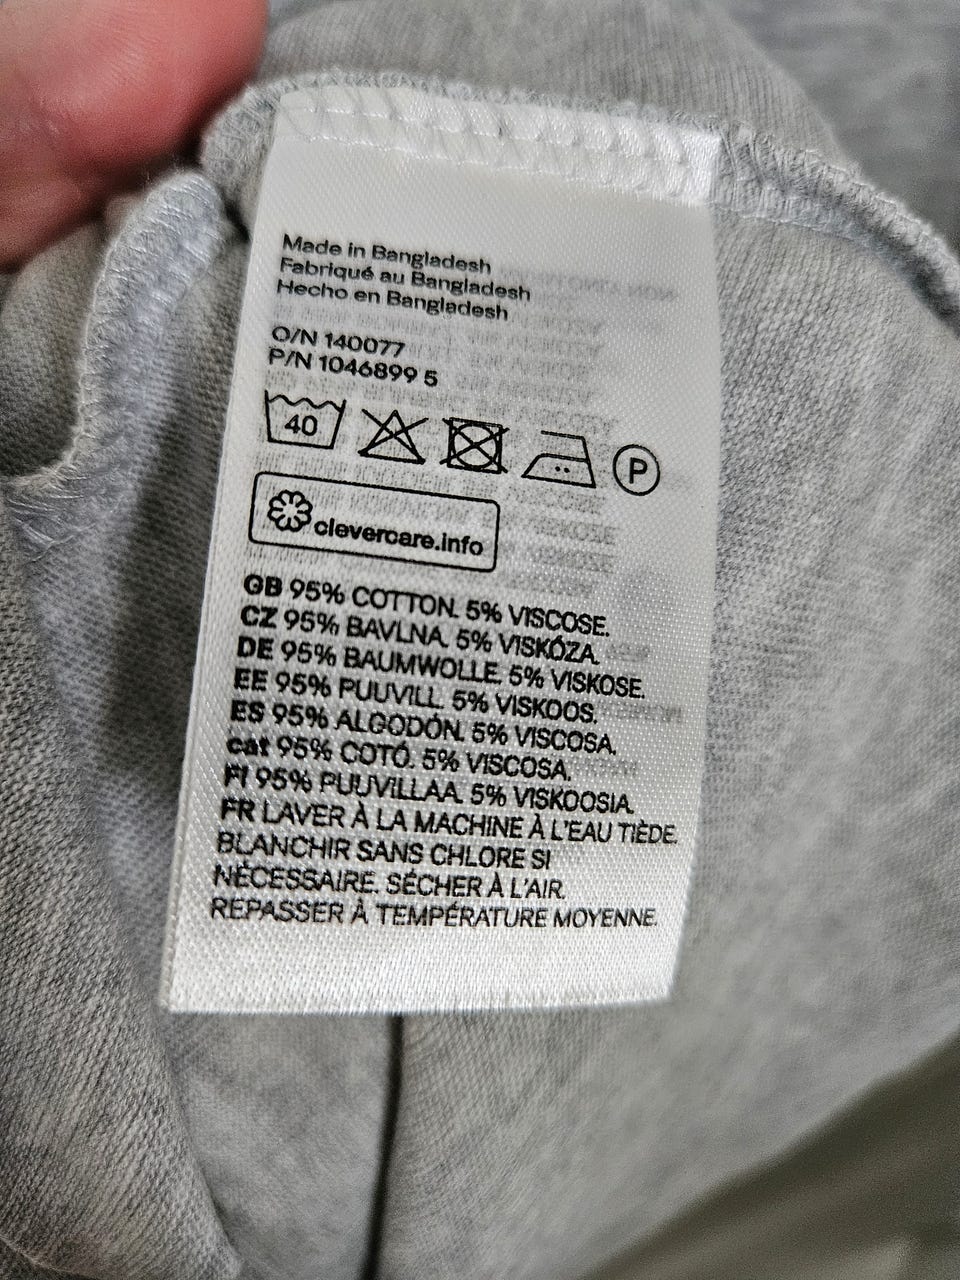 Made in Bangladesh
Fabriqué au Bangladesh
Hecho en Bangladesh
O/N 140077
P/N 1046899 5
40
P
clevercare.info
GB 95% COTTON. 5% VISCOSE.
CZ 95% BAVLNA. 5% VISKÓZA.
DE 95% BAUMWOLLE. 5% VISKOSE.
EE 95% PUUVILL. 5% VISKOOS.
ES 95% ALGODÓN. 5% VISCOSA.
cat 95% COTÓ. 5% VISCOSA.
FI 95% PUUVILLAA. 5% VISKOOSIA.
FR LAVER À LA MACHINE À L'EAU TIÈDE.
BLANCHIR SANS CHLORE SI
NÉCESSAIRE. SÉCHER À L'AIR.
REPASSER À TEMPÉRATURE MOYENNE.